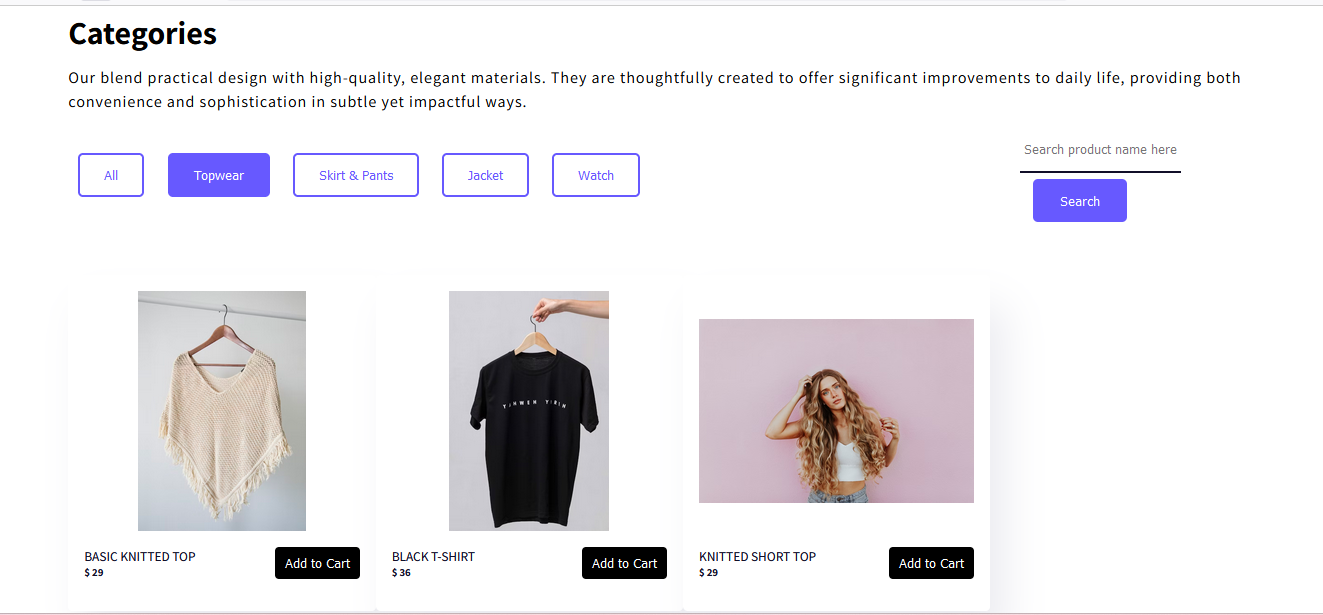 Categories
Our blend practical design with high-quality, elegant materials. They are thoughtfully created to offer significant improvements to daily life, providing both
convenience and sophistication in subtle yet impactful ways.
All
Topwear
Skirt & Pants
Jacket
Watch
Search product name here
Search
BASIC KNITTED TOP
$ 29
Add to Cart
BLACK T-SHIRT
$ 36
Add to Cart
KNITTED SHORT TOP
$ 29
Add to Cart